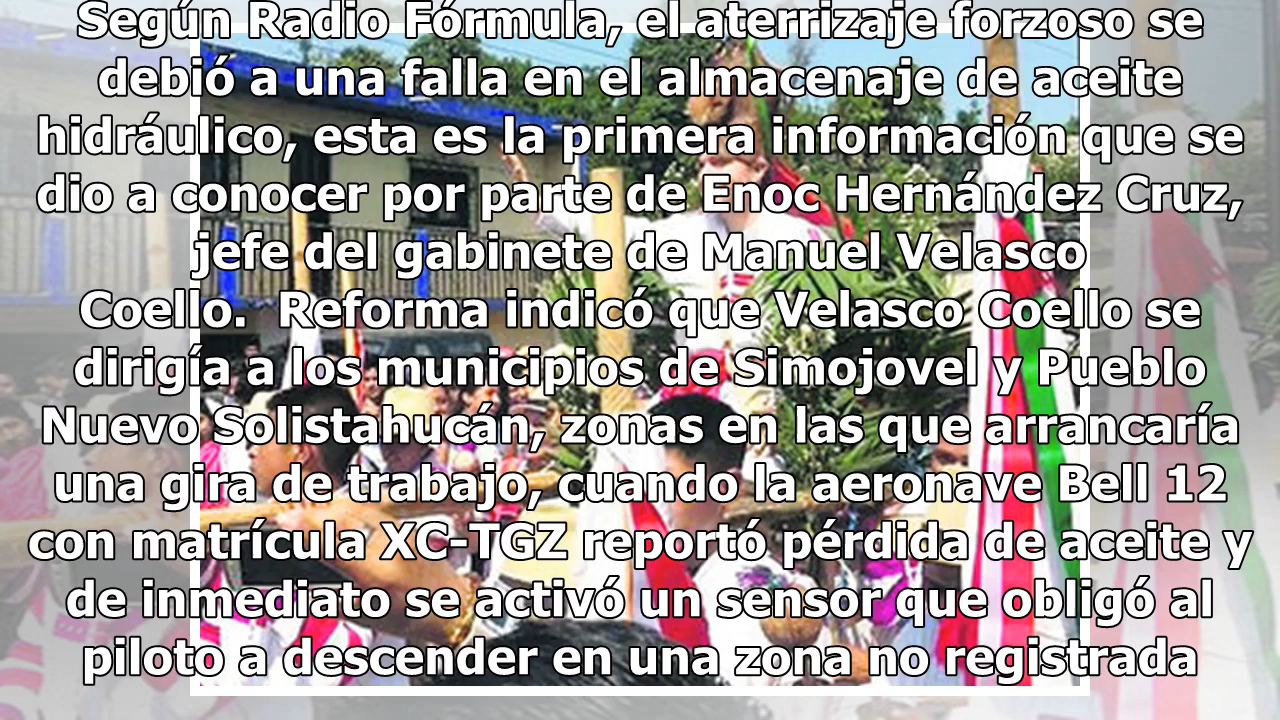 Según Radio Fórmula, el aterrizaje forzoso se
debió a una falla en el almacenaje de aceite
hidráulico, esta es la primera información que se
dio a conocer por parte de Enoc Hernández Cruz,
jefe del gabinete de Manuel Velasco
Coello.  Reforma indicó que Velasco Coello se
dirigía a los municipios de Simojovel y Pueblo
Nuevo Solistahucán, zonas en las que arrancaría
una gira de trabajo, cuando la aeronave Bell 12
con matrícula XC-TGZ reportó pérdida de aceite y
de inmediato se activó un sensor que obligó al
piloto a descender en una zona no registrada